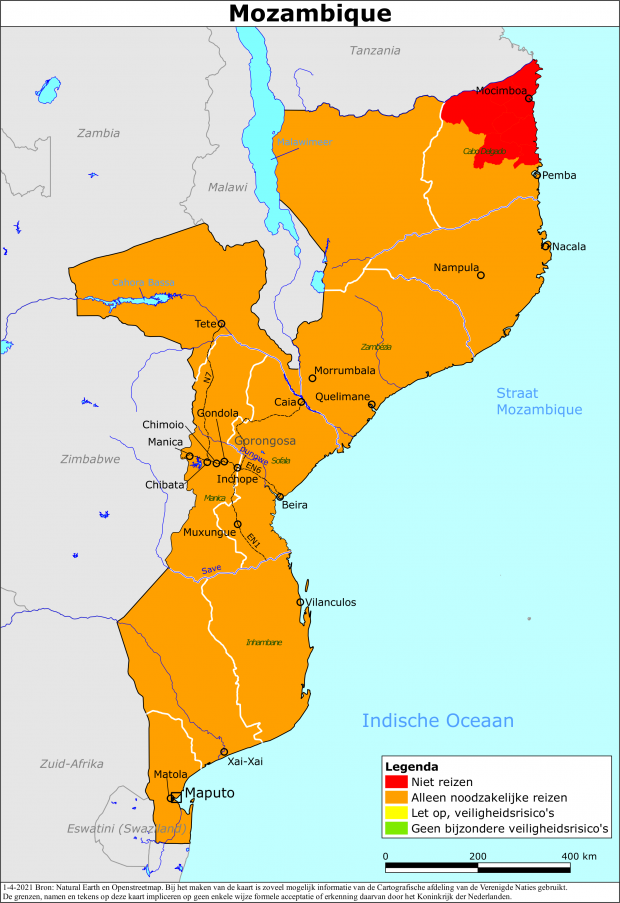 Mozambique
Tanzania
Mocimboa
Zambia
Malawimeer
Cabo Delgado
Pemba
Malawi
Nacala
Nampula
Cahora Bassa
Tete
Zambezia
Morrumbala
N7
Caia
Quelimane
Straat
Mozambique
Gondola
Chimoio
Gorongosa
Manica
Pungwe
Zimbabwe
Sofala
EN6
Inchope
Chibata
Manica
Beira
Muxungue
EN1
Save
Vilanculos
Inhambane
Indische Oceaan
Xai-Xai
Zuid-Afrika
Matola
Maputo
Eswatini (Swaziland)
Legenda
Niet reizen
Alleen noodzakelijke reizen
Let op, veiligheidsrisico's
Geen bijzondere veiligheidsrisico's
0 200 400 km
1-4-2021 Bron: Natural Earth en Openstreetmap. Bij het maken van de kaart is zoveel mogelijk informatie van de Cartografische afdeling van de Verenigde Naties gebruikt.
De grenzen, namen en tekens op deze kaart impliceren op geen enkele wijze formele acceptatie of erkenning daarvan door het Koninkrijk der Nederlanden.